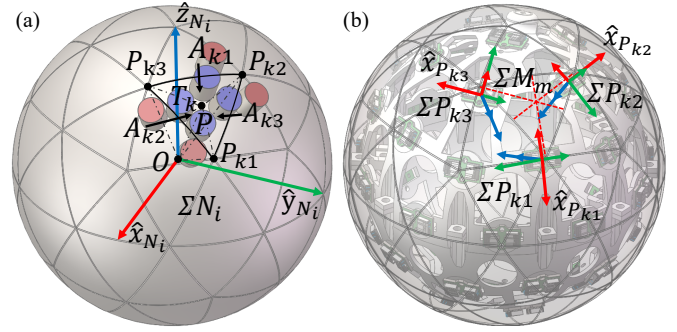 (a)
ẑ_{N_i}
P_{k3}
A_{k1}
P_{k2}
T_k
P
A_{k2}
A_{k3}
O
P_{k1}
ΣN_i
ŷ_{N_i}
x̂_{N_i}
(b)
x̂_{P_{k3}}
ΣM_m
x̂_{P_{k2}}
ΣP_{k3}
ΣP_{k2}
ΣP_{k1}
x̂_{P_{k1}}